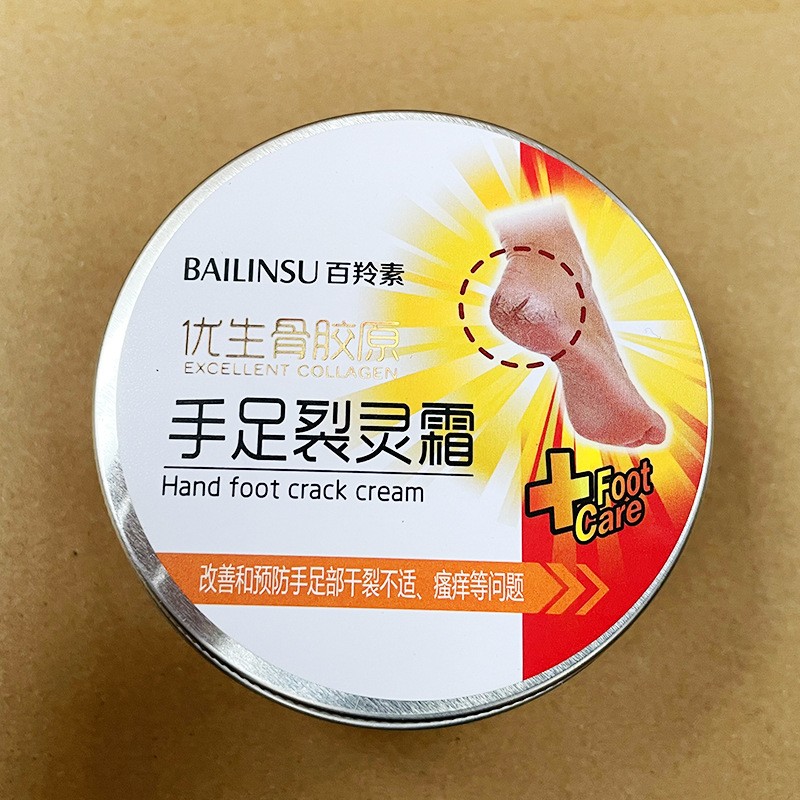 BAILINSU 百羚素
优生骨胶原
EXCELLENT COLLAGEN
手足裂灵霜
Hand foot crack cream
Foot
Care
改善和预防手足部干裂不适、瘙痒等问题